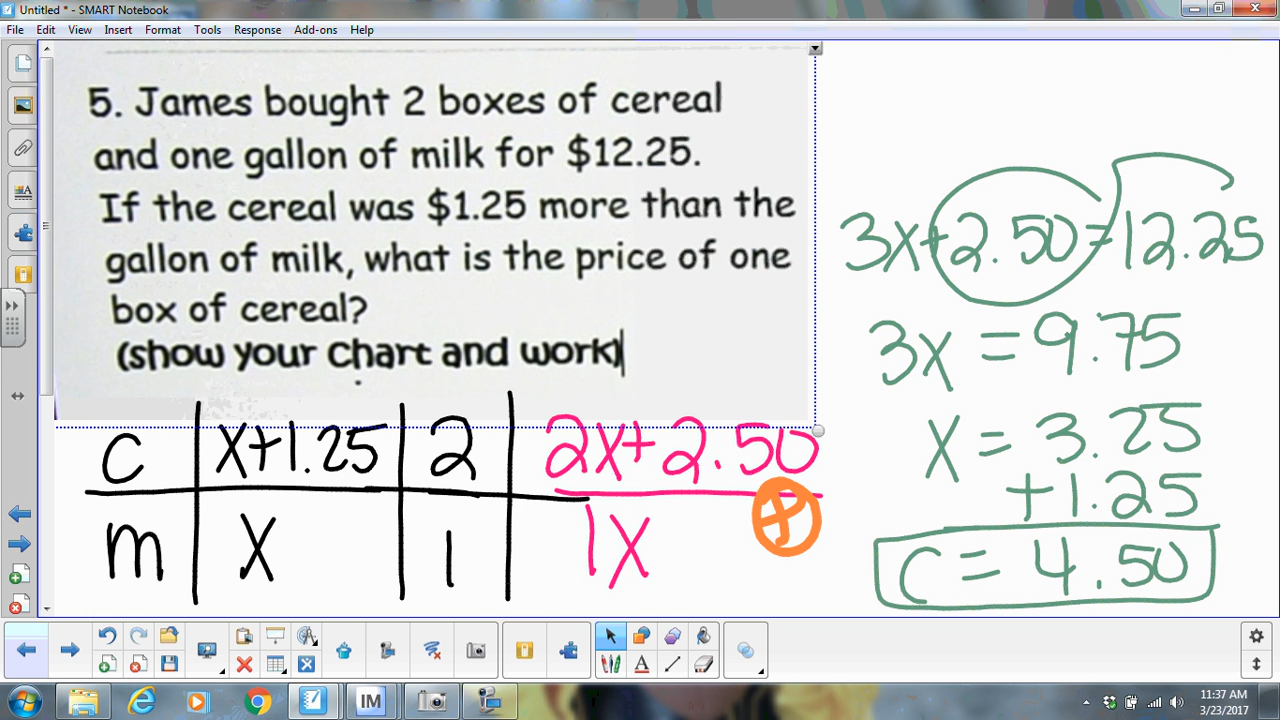 Untitled * - SMART Notebook
File Edit View Insert Format Tools Response Add-ons Help
5. James bought 2 boxes of cereal
and one gallon of milk for $12.25.
If the cereal was $1.25 more than the
gallon of milk, what is the price of one
box of cereal?
(show your Chart and work)
C x+1.25 2 2x+2.50
m x 1 1x +
3x+2.50=12.25
3x = 9.75
x = 3.25
+1.25
C = 4.50
IM
11:37 AM
3/23/2017